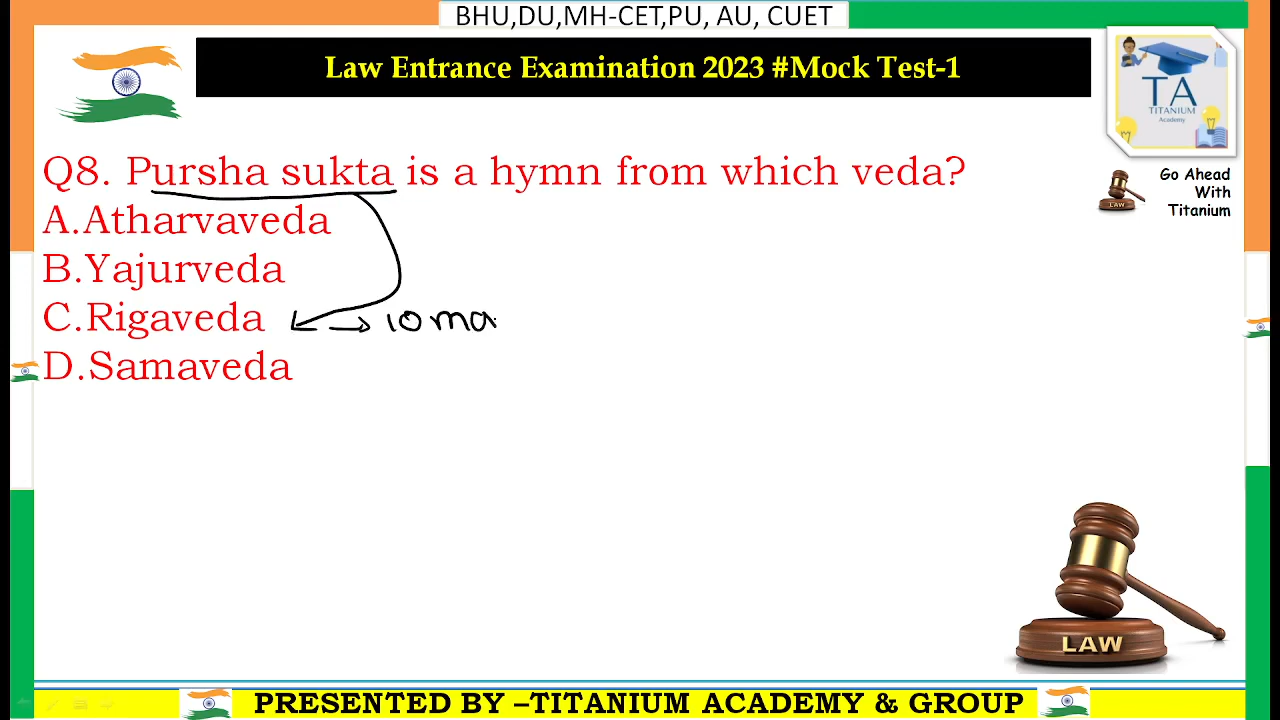 BHU,DU,MH-CET,PU, AU, CUET
Law Entrance Examination 2023 #Mock Test-1
TA
TITANIUM
Academy
Q8. Pursha sukta is a hymn from which veda?
Go Ahead
With
Titanium
LAW
A.Atharvaveda
B.Yajurveda
C.Rigaveda → 10 ma
D.Samaveda
LAW
PRESENTED BY –TITANIUM ACADEMY & GROUP